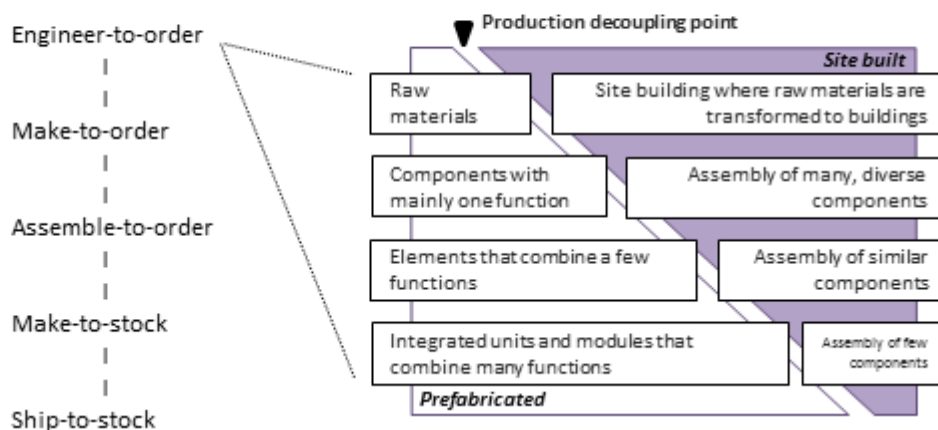 Engineer-to-order
Make-to-order
Assemble-to-order
Make-to-stock
Ship-to-stock
Production decoupling point
Site built
Raw
materials
Site building where raw materials are
transformed to buildings
Components with
mainly one function
Assembly of many, diverse
components
Elements that combine a few
functions
Assembly of similar
components
Integrated units and modules that
combine many functions
Assembly of few
components
Prefabricated